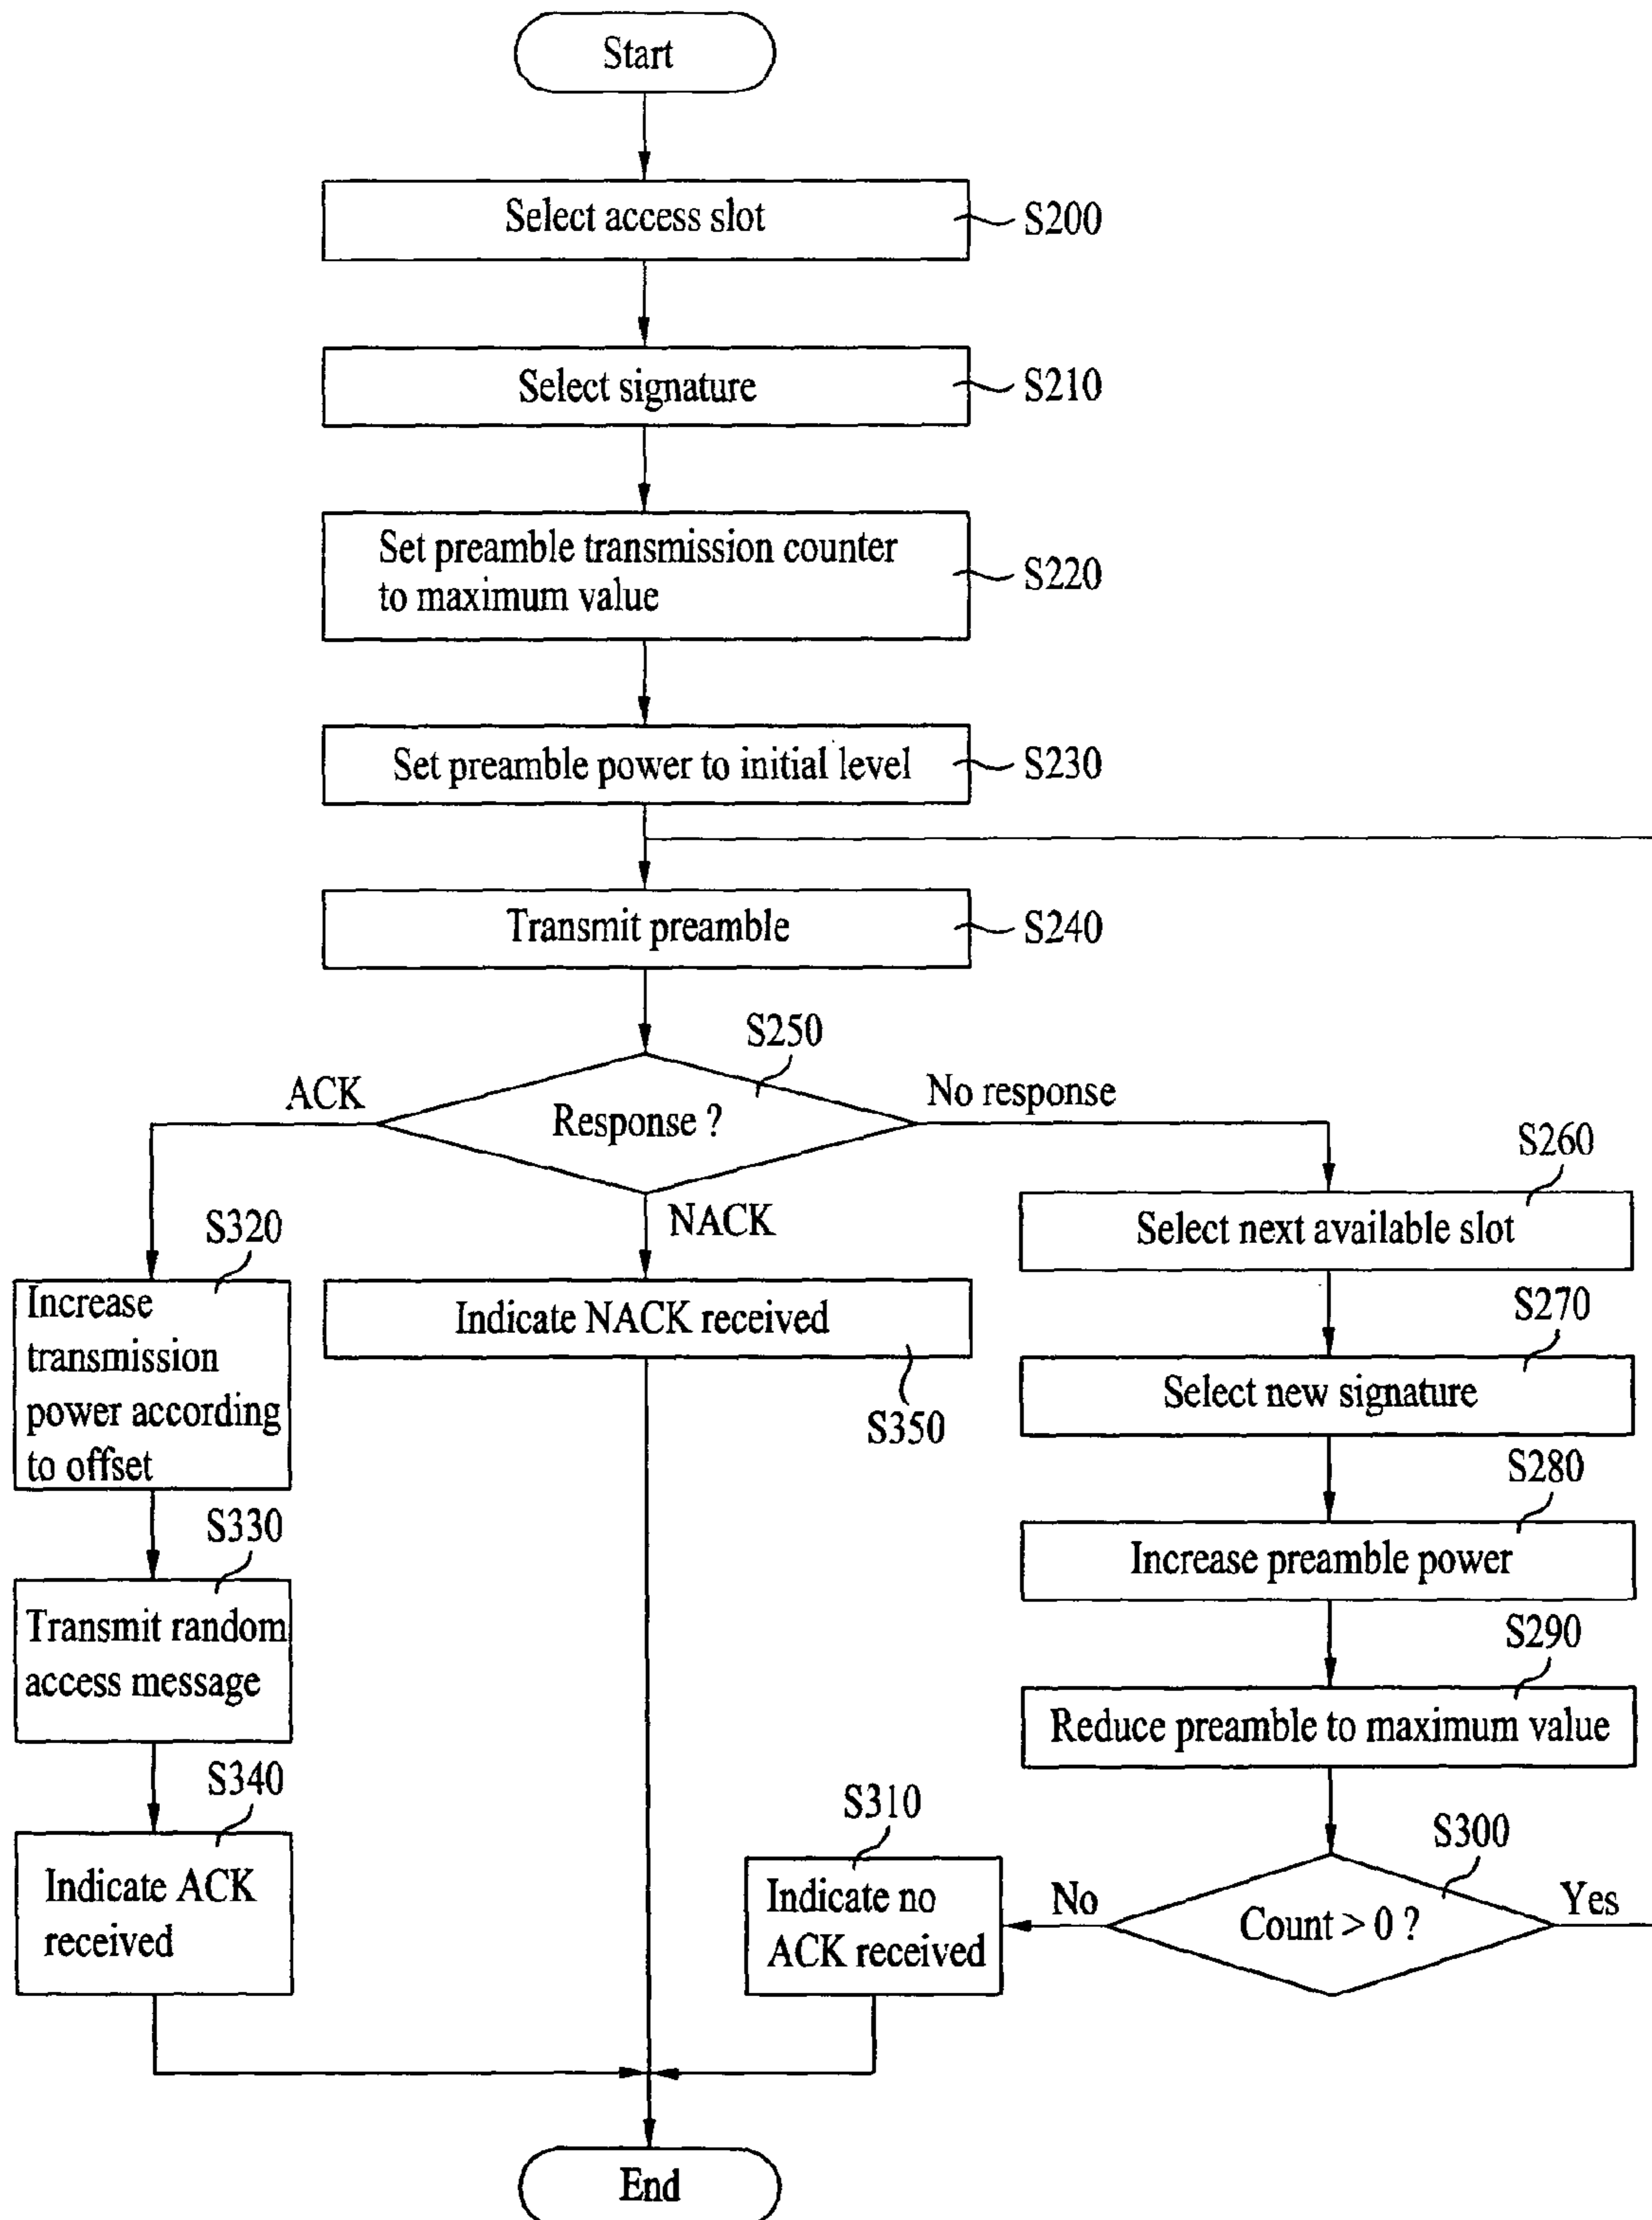 Start
Select access slot
S200
Select signature
S210
Set preamble transmission counter
to maximum value
S220
Set preamble power to initial level
S230
Transmit preamble
S240
S250
ACK
Response ?
No response
NACK
S260
Select next available slot
S320
Increase
transmission
power according
to offset
Indicate NACK received
S350
S270
Select new signature
S280
Increase preamble power
S330
Transmit random
access message
S290
Reduce preamble to maximum value
S340
Indicate ACK
received
S310
Indicate no
ACK received
No
S300
Count > 0 ?
Yes
End